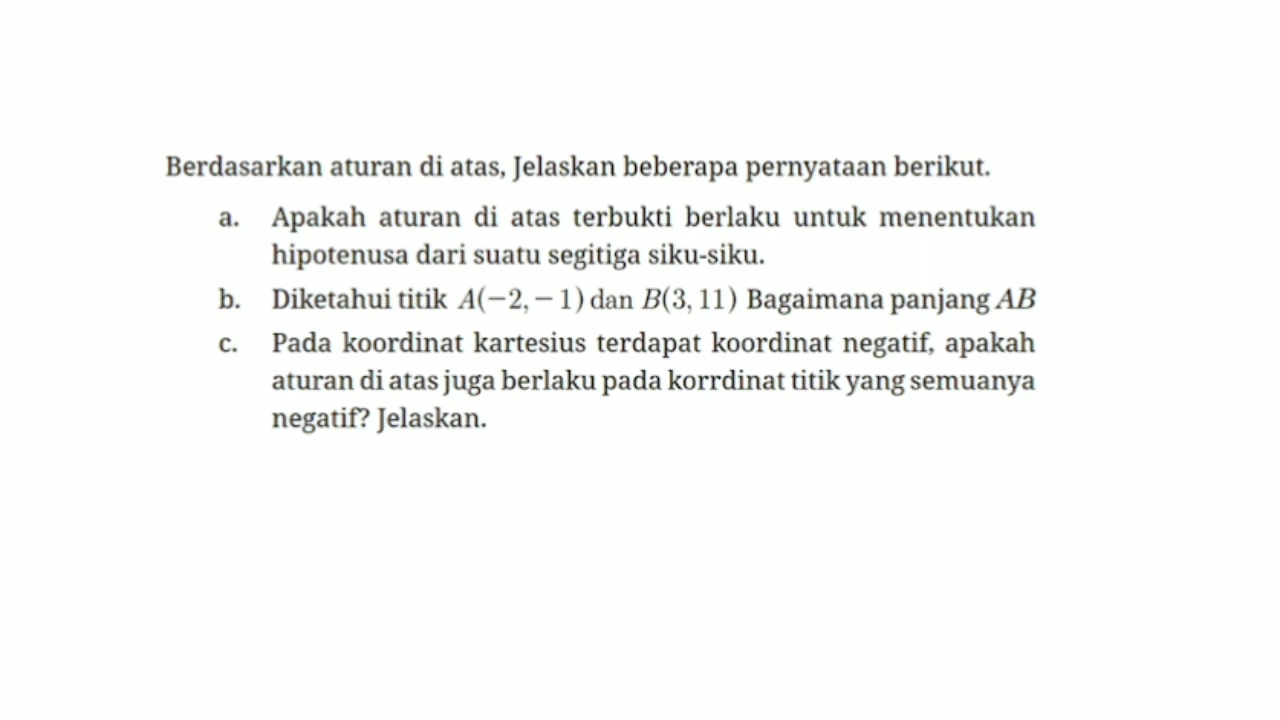 Berdasarkan aturan di atas, Jelaskan beberapa pernyataan berikut.
a. Apakah aturan di atas terbukti berlaku untuk menentukan
hipotenusa dari suatu segitiga siku-siku.
b. Diketahui titik A(−2, − 1) dan B(3, 11) Bagaimana panjang AB
c. Pada koordinat kartesius terdapat koordinat negatif, apakah
aturan di atas juga berlaku pada korrdinat titik yang semuanya
negatif? Jelaskan.